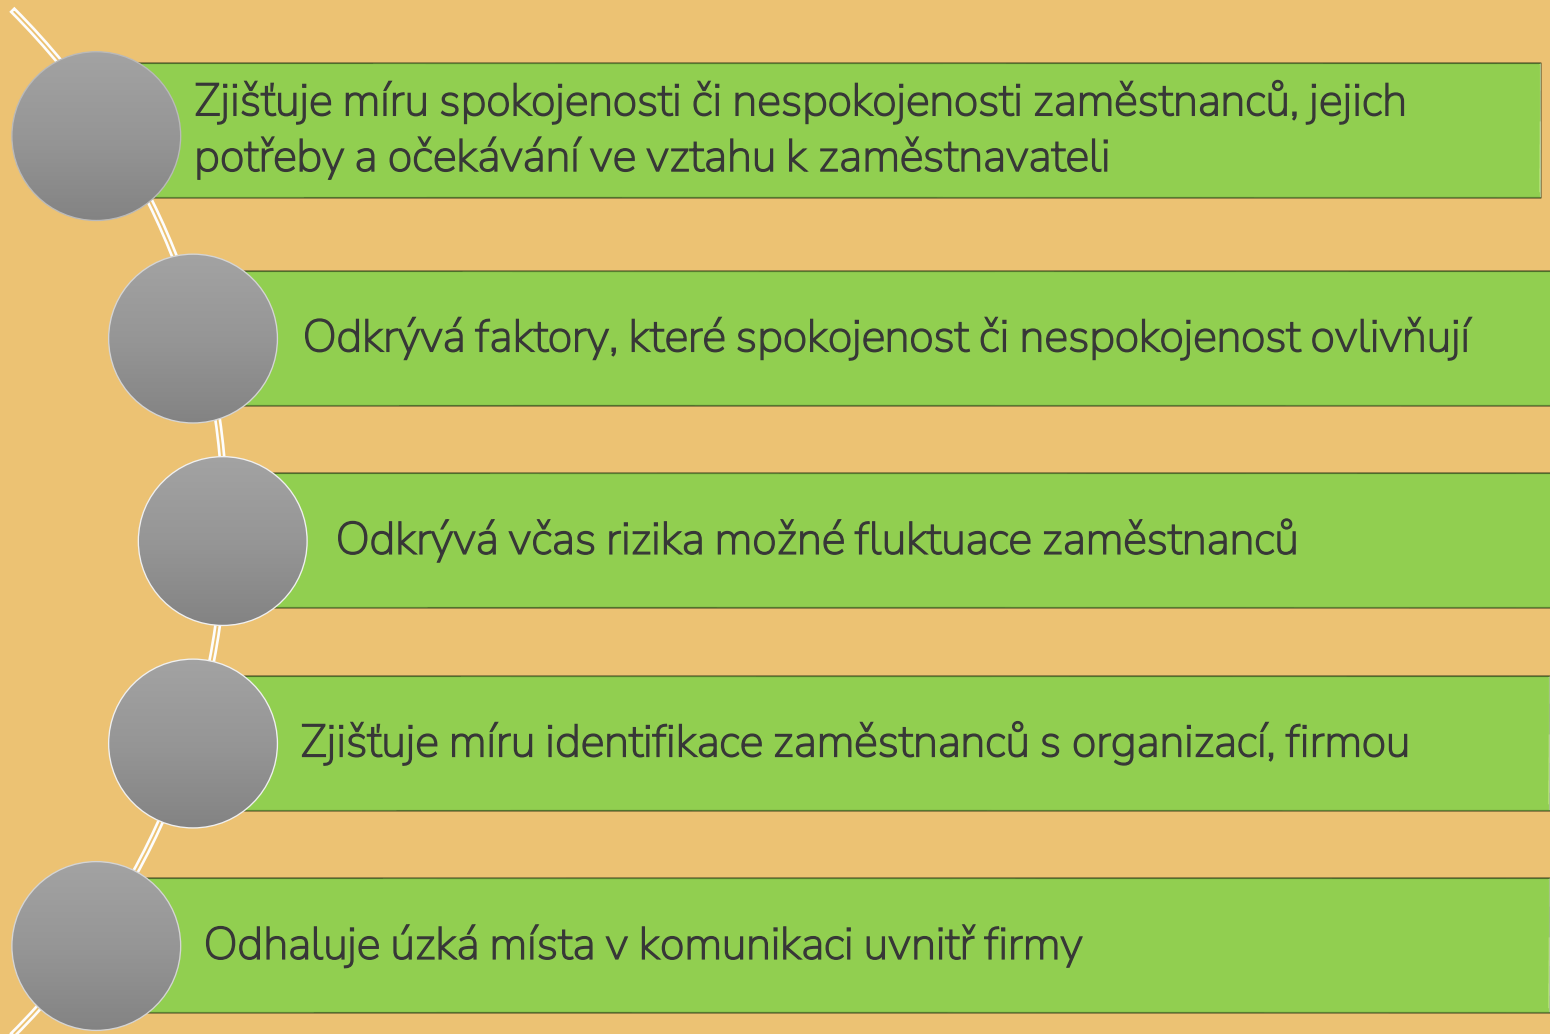 Zjišťuje míru spokojenosti či nespokojenosti zaměstnanců, jejich
potřeby a očekávání ve vztahu k zaměstnavateli
Odkrývá faktory, které spokojenost či nespokojenost ovlivňují
Odkrývá včas rizika možné fluktuace zaměstnanců
Zjišťuje míru identifikace zaměstnanců s organizací, firmou
Odhaluje úzká místa v komunikaci uvnitř firmy